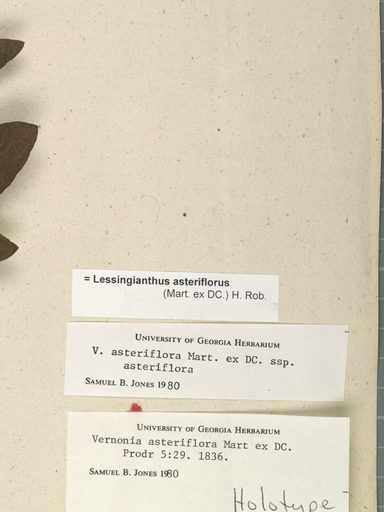 = Lessingianthus asteriflorus
(Mart. ex DC.) H. Rob.
UNIVERSITY OF GEORGIA HERBARIUM
V. asteriflora Mart. ex DC. ssp.
asteriflora
SAMUEL B. JONES 1980
UNIVERSITY OF GEORGIA HERBARIUM
Vernonia asteriflora Mart ex DC.
Prodr 5:29. 1836.
SAMUEL B. JONES 1980
Holotype